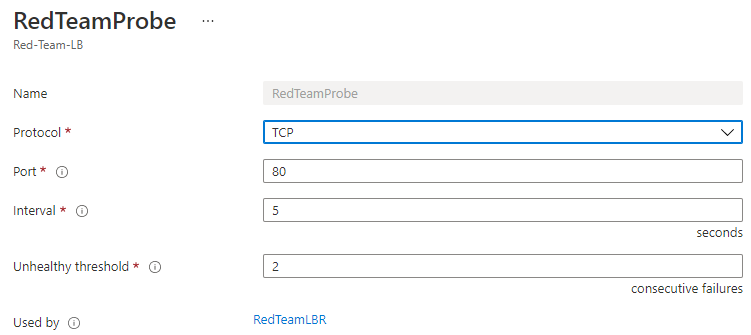 RedTeamProbe ...
Red-Team-LB
Name RedTeamProbe
Protocol * TCP
Port * 80
Interval * 5
seconds
Unhealthy threshold * 2
consecutive failures
Used by RedTeamLBR